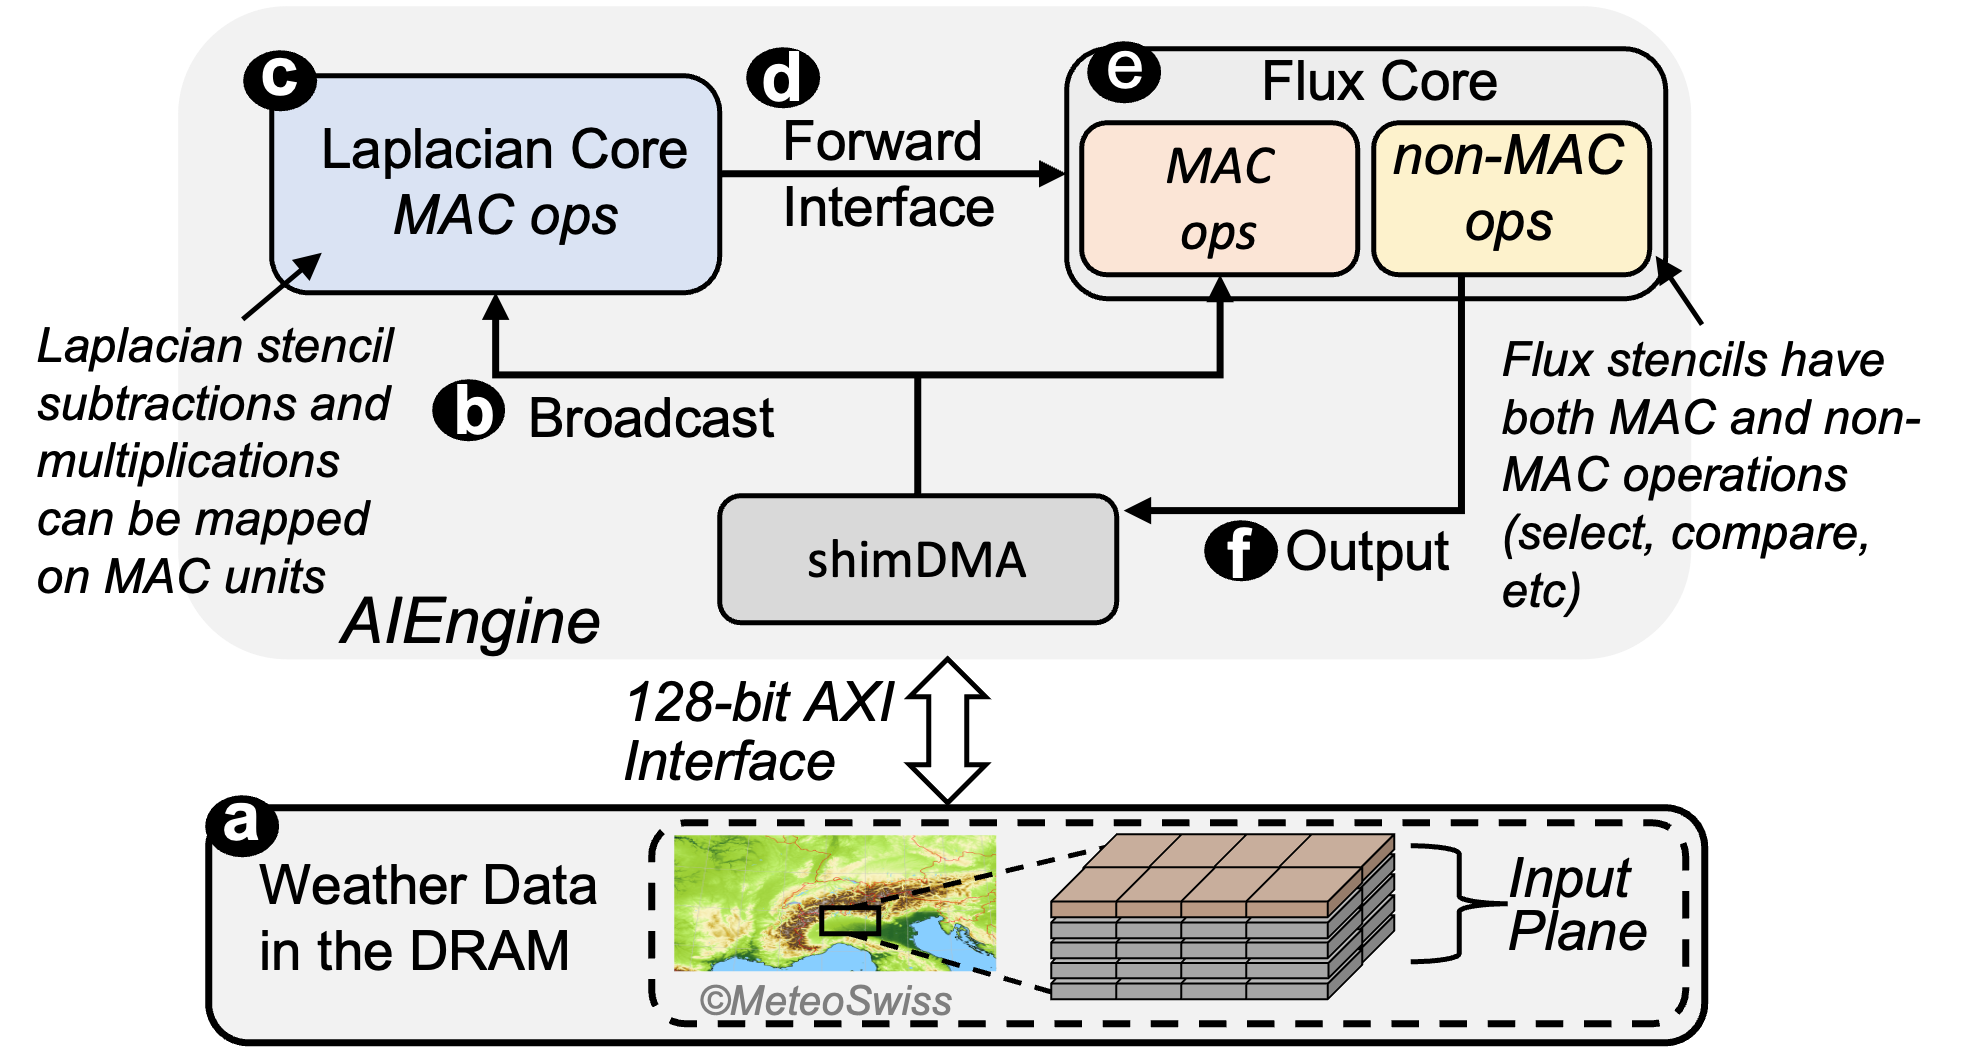 c
Laplacian Core
MAC ops
d
Forward
Interface
e
Flux Core
MAC
ops
non-MAC
ops
Laplacian stencil
subtractions and
multiplications
can be mapped
on MAC units
b
Broadcast
shimDMA
f
Output
Flux stencils have
both MAC and non-
MAC operations
(select, compare,
etc)
AIEngine
128-bit AXI
Interface
a
Weather Data
in the DRAM
©MeteoSwiss
Input
Plane